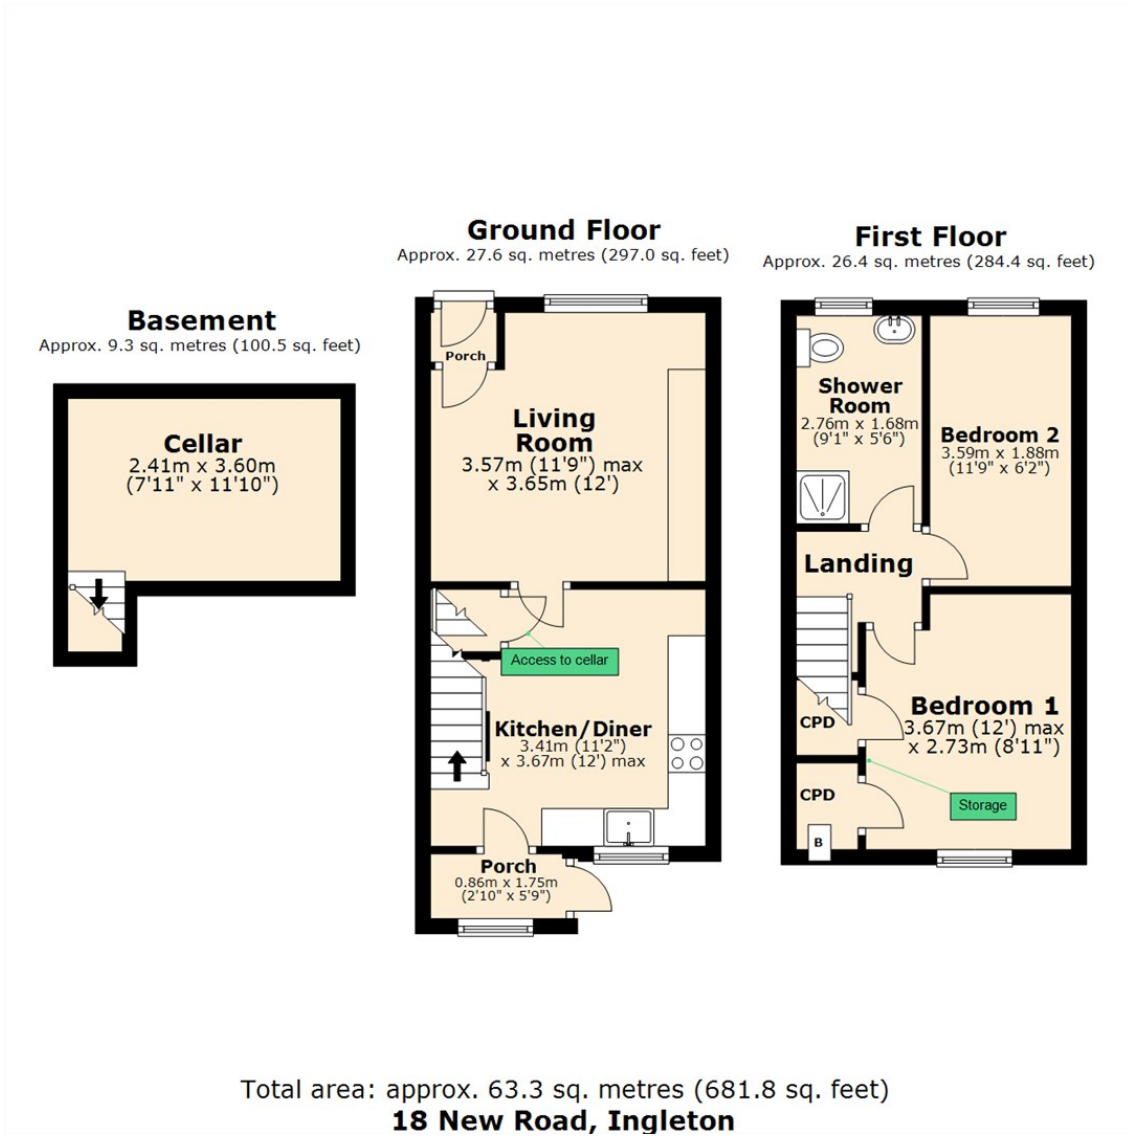 Ground Floor
Approx. 27.6 sq. metres (297.0 sq. feet)
First Floor
Approx. 26.4 sq. metres (284.4 sq. feet)
Basement
Approx. 9.3 sq. metres (100.5 sq. feet)
Cellar
2.41m x 3.60m
(7'11" x 11'10")
Porch
Living
Room
3.57m (11'9") max
x 3.65m (12')
Access to cellar
Kitchen/Diner
3.41m (11'2")
x 3.67m (12') max
Porch
0.86m x 1.75m
(2'10" x 5'9")
Shower
Room
2.76m x 1.68m
(9'1" x 5'6")
Bedroom 2
3.59m x 1.88m
(11'9" x 6'2")
Landing
Bedroom 1
3.67m (12') max
x 2.73m (8'11")
CPD
CPD
Storage
B
Total area: approx. 63.3 sq. metres (681.8 sq. feet)
18 New Road, Ingleton